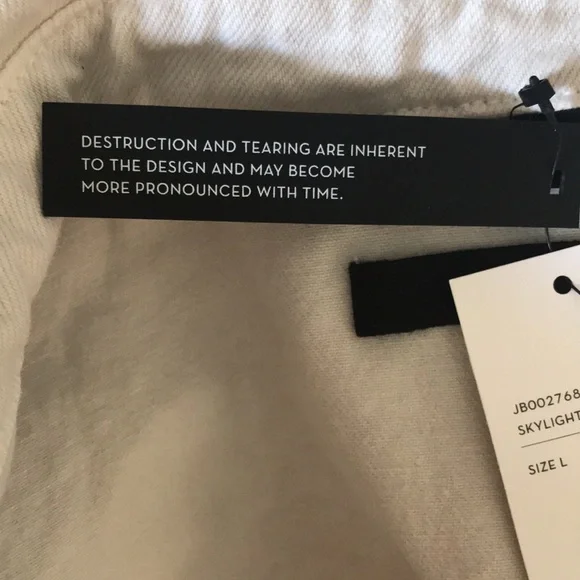 DESTRUCTION AND TEARING ARE INHERENT
TO THE DESIGN AND MAY BECOME
MORE PRONOUNCED WITH TIME.
JB002768
SKYLIGHT
SIZE L